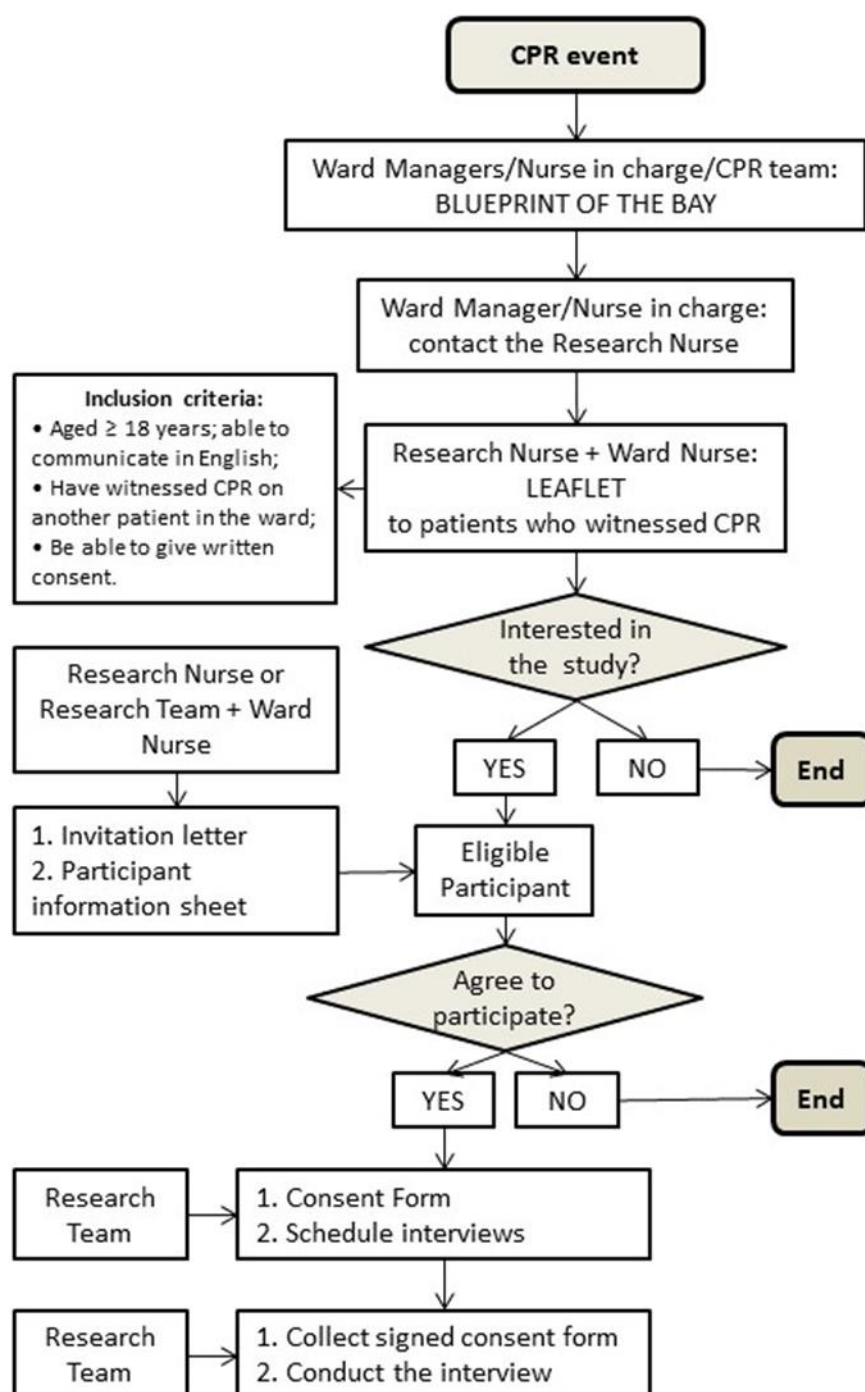 CPR event
Ward Managers/Nurse in charge/CPR team:
BLUEPRINT OF THE BAY
Ward Manager/Nurse in charge:
contact the Research Nurse
Inclusion criteria:
• Aged ≥ 18 years; able to
communicate in English;
• Have witnessed CPR on
another patient in the ward;
• Be able to give written
consent.
Research Nurse + Ward Nurse:
LEAFLET
to patients who witnessed CPR
Interested in
the study?
Research Nurse or
Research Team + Ward
Nurse
YES
NO
End
1. Invitation letter
2. Participant
information sheet
Eligible
Participant
Agree to
participate?
YES
NO
End
Research
Team
1. Consent Form
2. Schedule interviews
Research
Team
1. Collect signed consent form
2. Conduct the interview